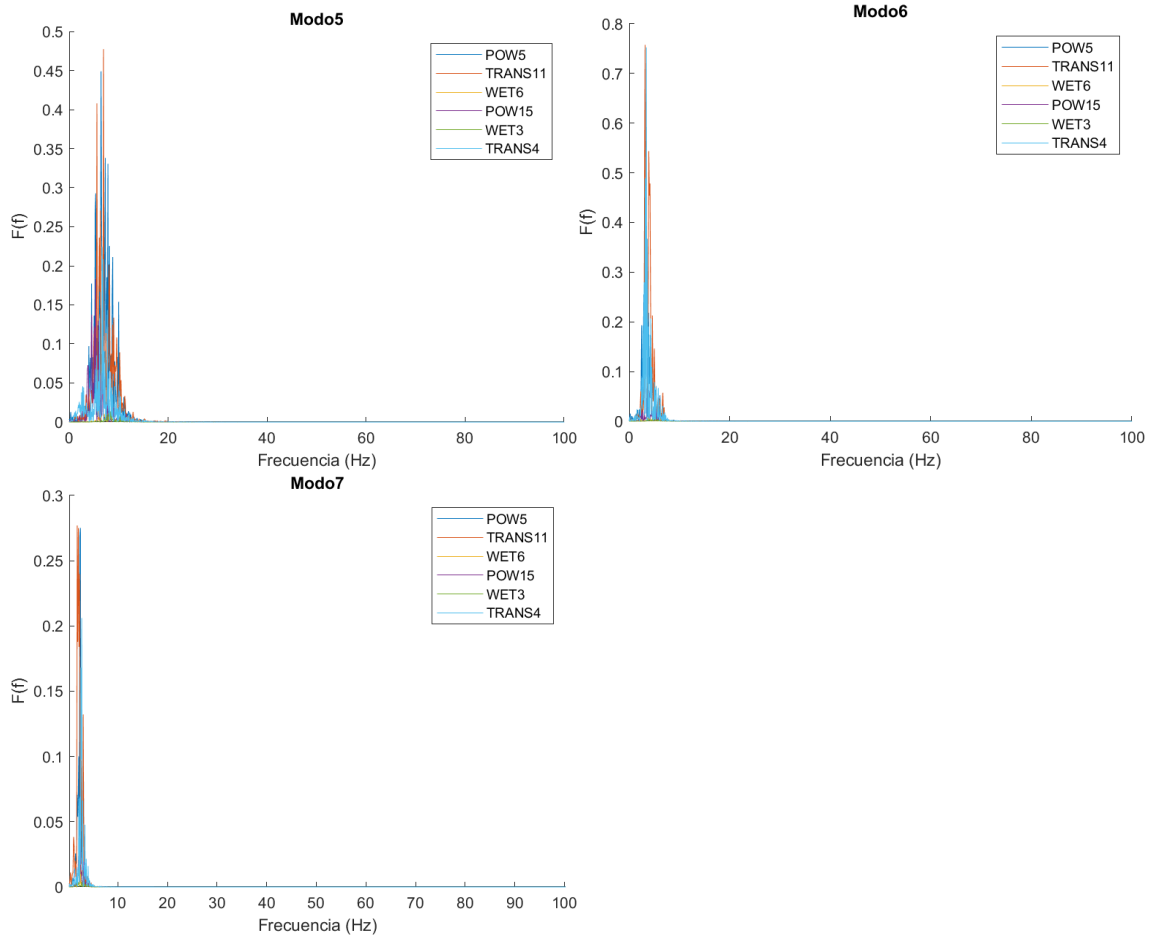 Modo5
0.5
0.45
0.4
0.35
0.3
0.25
0.2
0.15
0.1
0.05
0
F(f)
0 20 40 60 80 100
Frecuencia (Hz)
POW5
TRANS11
WET6
POW15
WET3
TRANS4
Modo6
0.8
0.7
0.6
0.5
0.4
0.3
0.2
0.1
0
F(f)
0 20 40 60 80 100
Frecuencia (Hz)
POW5
TRANS11
WET6
POW15
WET3
TRANS4
Modo7
0.3
0.25
0.2
0.15
0.1
0.05
0
F(f)
10 20 30 40 50 60 70 80 90 100
Frecuencia (Hz)
POW5
TRANS11
WET6
POW15
WET3
TRANS4